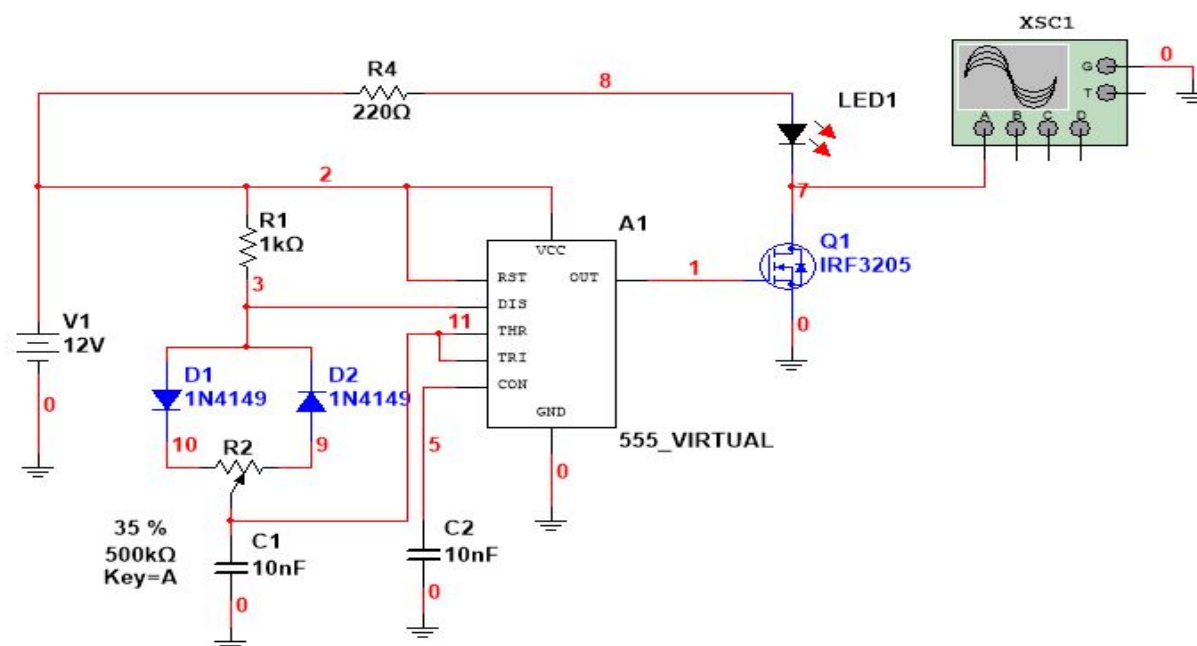 XSC1
0
G
T
A B C D
R4
220Ω
8
LED1
7
2
R1
1kΩ
3
A1
VCC
RST
OUT
DIS
THR
TRI
CON
GND
555_VIRTUAL
1
Q1
IRF3205
0
11
V1
12V
0
D1
1N4149
D2
1N4149
10
R2
9
5
0
35 %
500kΩ
Key=A
C1
10nF
0
C2
10nF
0